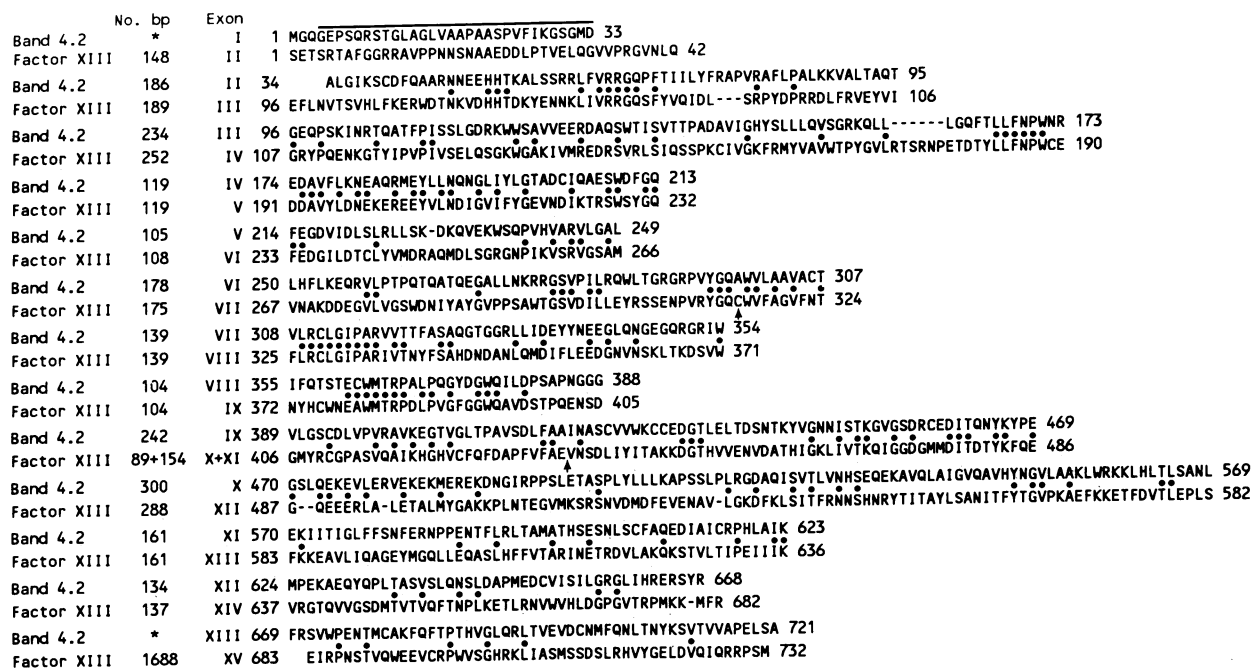 No. bp Exon
Band 4.2 * I 1 MGQGEPSQRSTGLAGLVAAPAASPVFIKGSGMD 33
Factor XIII 148 II 1 SETSRTAFGGRRAVPPNNSNAAEDDLPTVELQGVVPRGVNLQ 42
Band 4.2 186 II 34 ALGIKSCDFQAARNNEEHHTKALSSRRLFVRRGQPFTIILYFRAPVRAFLPALKKVALTAQT 95
Factor XIII 189 III 96 EFLNVTSVHLFKERWDTNKVDHHTDKYENNKLIVRRGQSFYVQIDL---SRPYDPRRDLFRVEYVI 106
Band 4.2 234 III 96 GEQPSKINRTQATFPISSLGDRKWWSAVVEERDAQSWTISVTTPADAVIGHYSLLLQVSGRKQLL------LGQFTLLFNPWNR 173
Factor XIII 252 IV 107 GRYPQENKGTYIPVPIVSELQSGKWGAKIVMREDRSVRLSIQSSPKCIVGKFRMYVAVWTPYGVLRTSRNPETDTYLLFNPWCE 190
Band 4.2 119 IV 174 EDAVFLKNEAQRMEYLLNQNGLIYLGTADCIQAESWDFGQ 213
Factor XIII 119 V 191 DDAVYLDNEKEREEYVLNDIGVIFYGEVNDIKTRSWSYGQ 232
Band 4.2 105 V 214 FEGDVIDLSLRLLSK-DKQVEKWSQPVHVARVLGAL 249
Factor XIII 108 VI 233 FEDGILDTCLYVMDRAQMDLSGRGNPIKVSRVGSAM 266
Band 4.2 178 VI 250 LHFLKEQRVLPTPQTQATQEGALLNKRRGSVPILRQWLTGRGRPVYGQAWVLAAVACT 307
Factor XIII 175 VII 267 VNAKDDEGVLVGSWDNIYAYGVPPSAWTGSVDILLEYRSSENPVRYGQCWVFAGVFNT 324
Band 4.2 139 VII 308 VLRCLGIPARVVTTFASAQGTGGRLLIDEYYNEEGLQNGEGQRGRIW 354
Factor XIII 139 VIII 325 FLRCLGIPARIVTNYFSAHDNDANLQMDIFLEEDGNVNSKLTKDSVW 371
Band 4.2 104 VIII 355 IFQTSTECWMTRPALPQGYDGWQILDPSAPNGGG 388
Factor XIII 104 IX 372 NYHCWNEAWMTRPDLPVGFGGWQAVDSTPQENSD 405
Band 4.2 242 IX 389 VLGSCDLVPVRAVKEGTVGLTPAVSDLFAAINASCVVWKCCEDGTLELTDSNTKYVGNNISTKGVGSDRCEDITQNYKYPE 469
Factor XIII 89+154 X+XI 406 GMYRCGPASVQAIKHGHVCFQFDAPFVFAEVNSDLIYITAKKDGTHVVENVDATHIGKLIVTKQIGGDGMMDITDTYKFQE 486
Band 4.2 300 X 470 GSLQEKEVLERVEKEKMEREKDNGIRPPSLETASPLYLLLKAPSSLPLRGDAQISVTLVNHSEQEKAVQLAIGVQAVHYNGVLAAKLWRKKLHLTLSANL 569
Factor XIII 288 XII 487 G--QEEERLA-LETALMYGAKKPLNTEGVMKSRSNVDMDFEVENAV-LGKDFKLSITFRNNSHNRYTITAYLSANITFYTGVPKAEFKKETFDVTLEPLS 582
Band 4.2 161 XI 570 EKIITIGLFFSNFERNPPENTFLRLTAMATHSESNLSCFAQEDIAICRPHLAIK 623
Factor XIII 161 XIII 583 FKKEAVLIQAGEYMGQLLEQASLHFFVTARINETRDVLAKQKSTVLTIPEIIIK 636
Band 4.2 134 XII 624 MPEKAEQYQPLTASVSLQNSLDAPMEDCVISILGRGLIHRERSYR 668
Factor XIII 137 XIV 637 VRGTQVVGSDMTVTVQFTNPLKETLRNVWVHLDGPGVTRPMKK-MFR 682
Band 4.2 * XIII 669 FRSVWPENTMCAKFQFTPTHVGLQRLTVEVDCNMFQNLTNYKSVTVVAPELSA 721
Factor XIII 1688 XV 683 EIRPNSTVQWEEVCRPWVSGHRKLIASMSSDSLRHVYGELDVQIQRRPSM 732